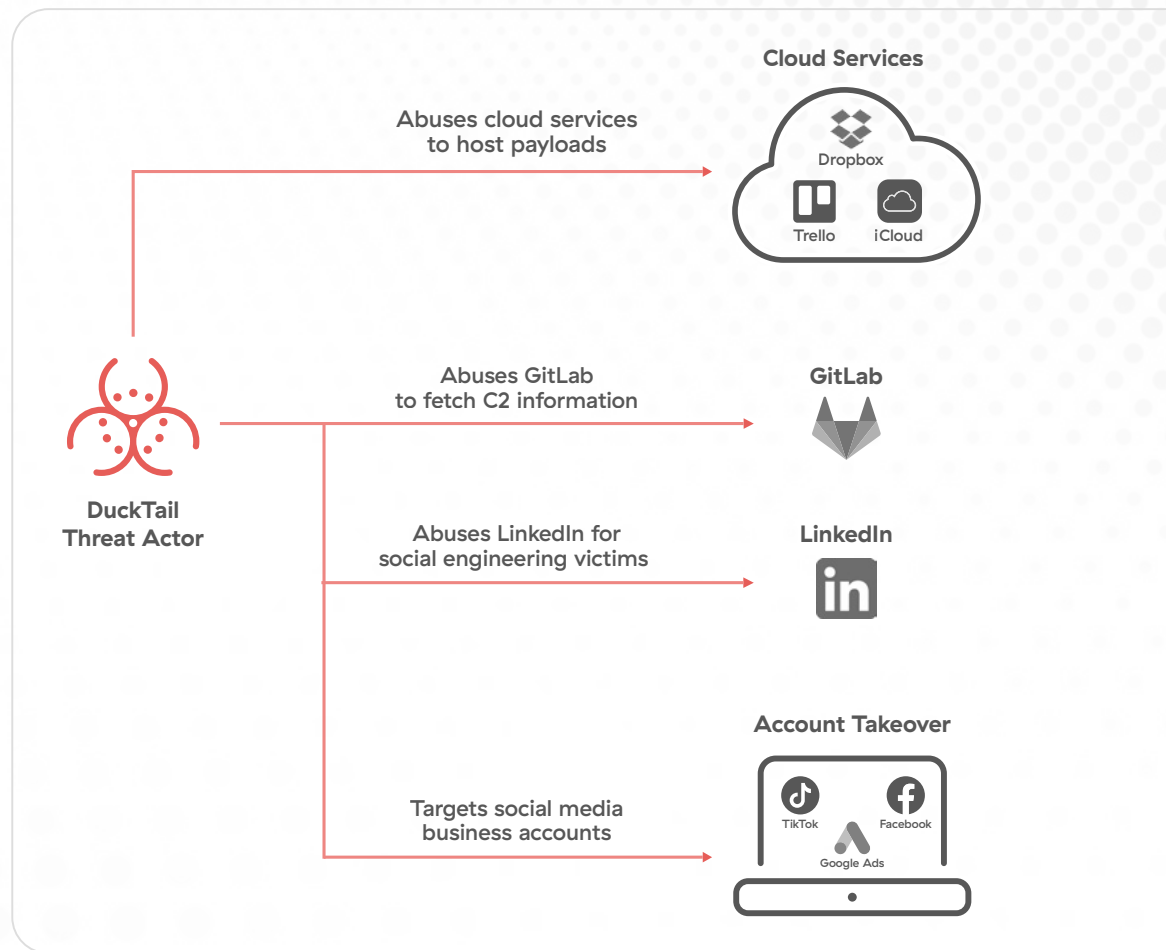 Cloud Services
Abuses cloud services
to host payloads
Dropbox
Trello
iCloud
Abuses GitLab
to fetch C2 information
GitLab
DuckTail
Threat Actor
Abuses LinkedIn for
social engineering victims
LinkedIn
in
Account Takeover
Targets social media
business accounts
TikTok
Facebook
Google Ads